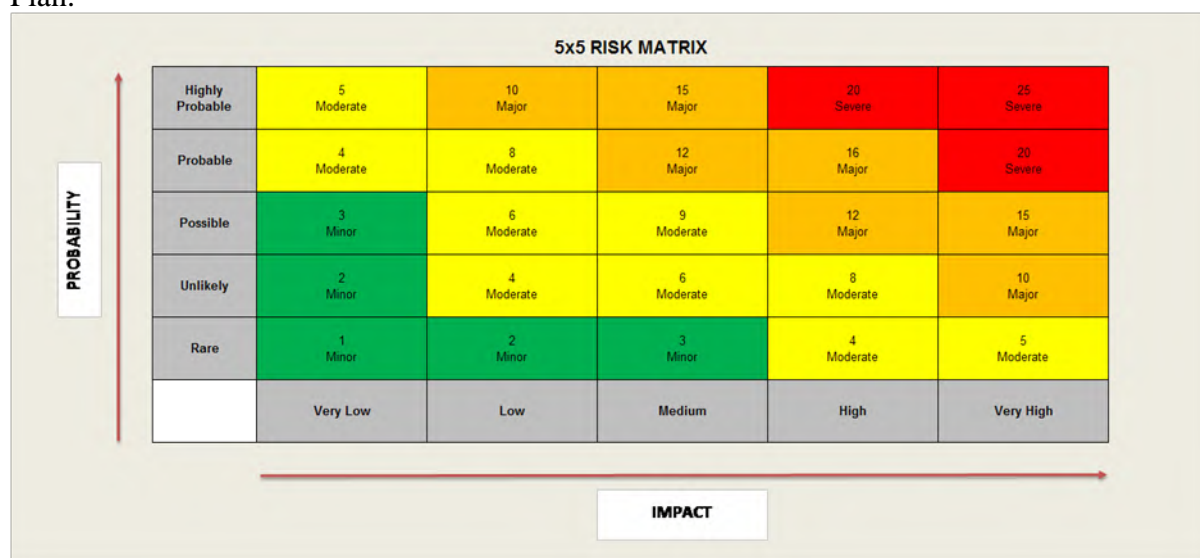 Plan.
5x5 RISK MATRIX
PROBABILITY
Highly
Probable
5
Moderate
10
Major
15
Major
20
Severe
25
Severe
Probable
4
Moderate
8
Moderate
12
Major
16
Major
20
Severe
Possible
3
Minor
6
Moderate
9
Moderate
12
Major
15
Major
Unlikely
2
Minor
4
Moderate
6
Moderate
8
Moderate
10
Major
Rare
1
Minor
2
Minor
3
Minor
4
Moderate
5
Moderate
Very Low
Low
Medium
High
Very High
IMPACT